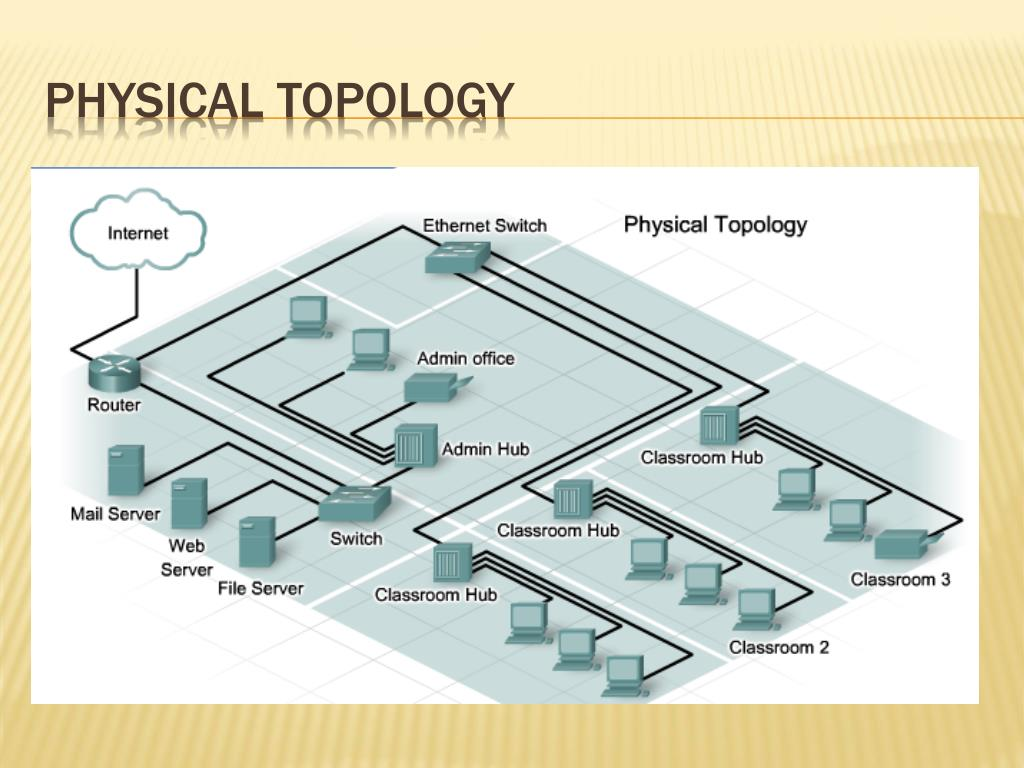 PHYSICAL TOPOLOGY
Internet
Ethernet Switch
Physical Topology
Admin office
Router
Admin Hub
Classroom Hub
Mail Server
Web
Server
Switch
Classroom Hub
File Server
Classroom Hub
Classroom 3
Classroom 2